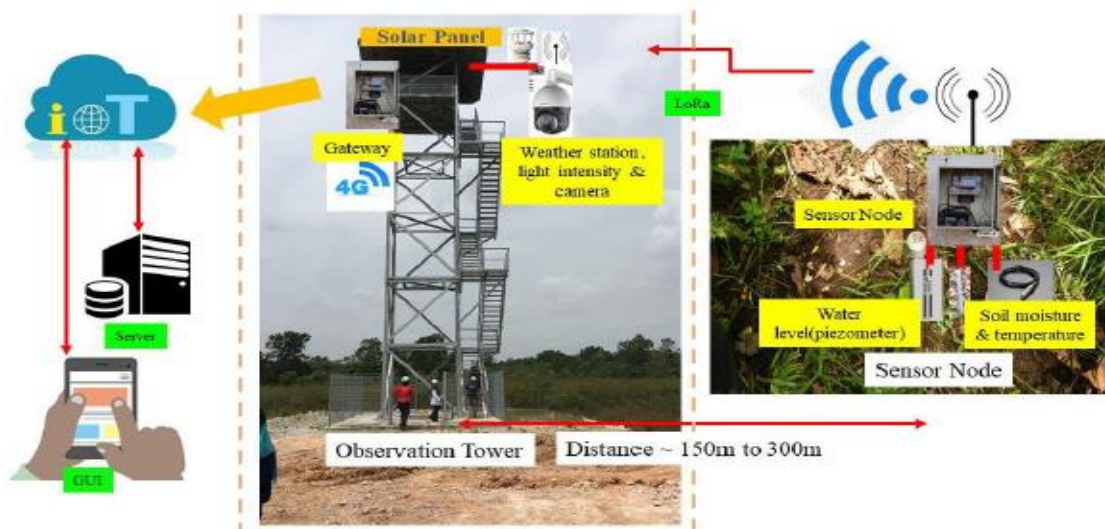 Solar Panel
iOT
Gateway
4G
Weather station,
light intensity &
camera
LoRa
Sensor Node
Water
level(piezometer)
Soil moisture
& temperature
Sensor Node
Server
GUI
Observation Tower
Distance ~ 150m to 300m